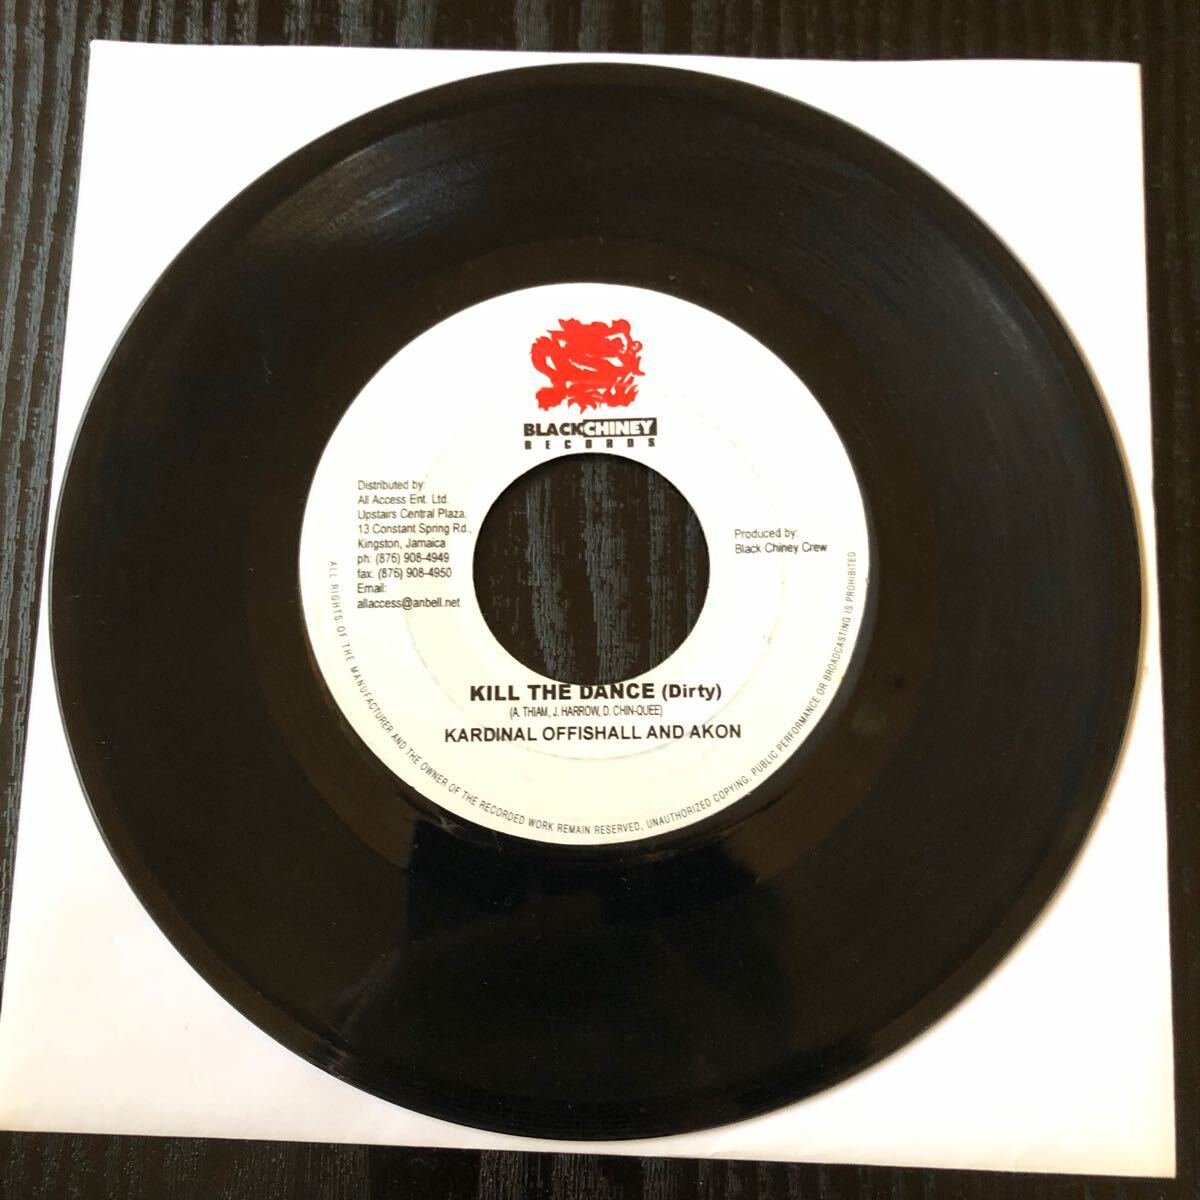 BLACKCHINEY
RECORDS
Distributed by:
All Access Ent. Ltd.
Upstairs Central Plaza,
13 Constant Spring Rd.,
Kingston, Jamaica
ph: (876) 908-4949
fax: (876) 908-4950
Email:
allaccess@anbell.net
Produced by:
Black Chiney Crew
KILL THE DANCE (Dirty)
(A. THIAM, J. HARROW, D. CHIN-QUEE)
KARDINAL OFFISHALL AND AKON
ALL RIGHTS OF THE MANUFACTURER AND THE OWNER OF THE RECORDED WORK REMAIN RESERVED, UNAUTHORIZED COPYING, PUBLIC PERFORMANCE OR BROADCASTING IS PROHIBITED